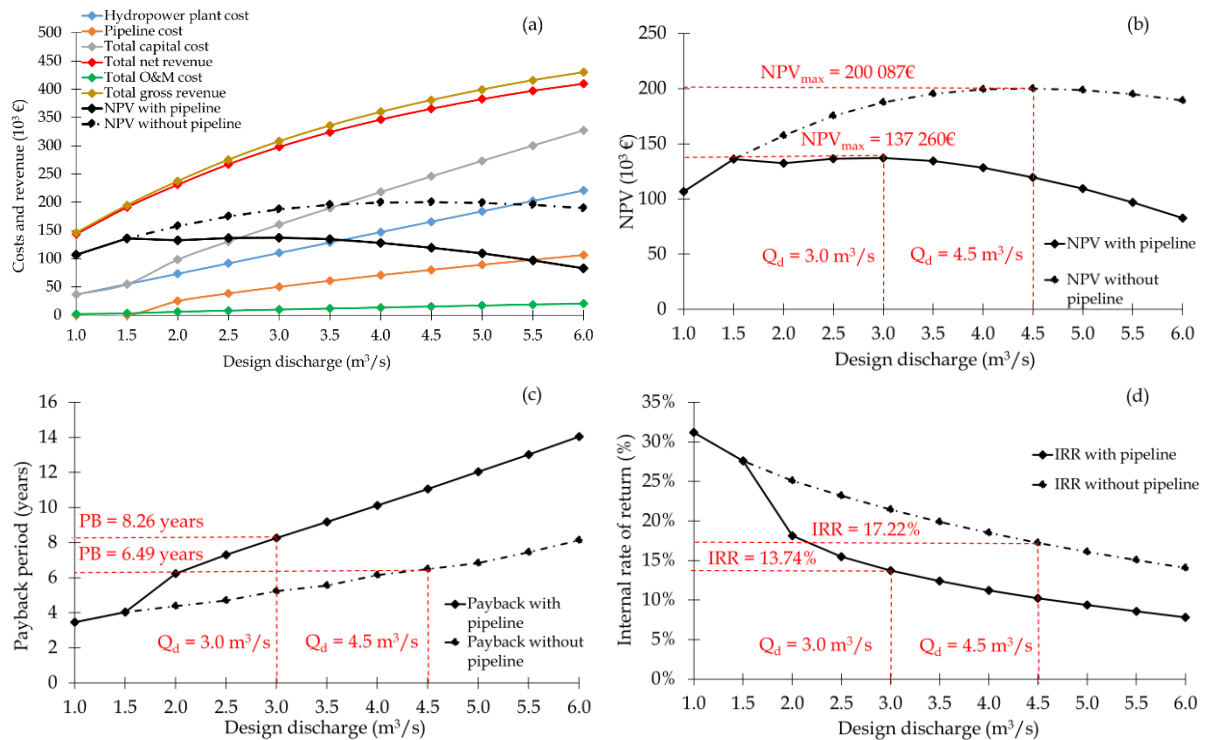 Hydropower plant cost
Pipeline cost
Total capital cost
Total net revenue
Total O&M cost
Total gross revenue
NPV with pipeline
NPV without pipeline
(a)
Costs and revenue (10³ €)
500
450
400
350
300
250
200
150
100
50
0
1.0 1.5 2.0 2.5 3.0 3.5 4.0 4.5 5.0 5.5 6.0
Design discharge (m³/s)
(b)
NPV (10³ €)
250
200
150
100
50
0
NPVmax = 200 087€
NPVmax = 137 260€
Qd = 3.0 m³/s
Qd = 4.5 m³/s
NPV with pipeline
NPV without
pipeline
1.0 1.5 2.0 2.5 3.0 3.5 4.0 4.5 5.0 5.5 6.0
Design discharge (m³/s)
(c)
Payback period (years)
16
14
12
10
8
6
4
2
0
PB = 8.26 years
PB = 6.49 years
Qd = 3.0 m³/s
Qd = 4.5 m³/s
Payback with
pipeline
Payback without
pipeline
1.0 1.5 2.0 2.5 3.0 3.5 4.0 4.5 5.0 5.5 6.0
Design discharge (m³/s)
(d)
Internal rate of return (%)
35%
30%
25%
20%
15%
10%
5%
0%
IRR with pipeline
IRR without pipeline
IRR = 17.22%
IRR = 13.74%
Qd = 3.0 m³/s
Qd = 4.5 m³/s
1.0 1.5 2.0 2.5 3.0 3.5 4.0 4.5 5.0 5.5 6.0
Design discharge (m³/s)